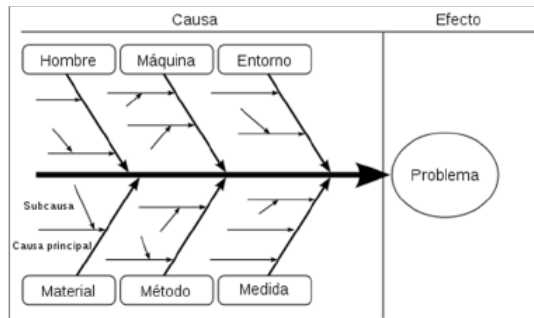 Causa
Efecto
Hombre
Máquina
Entorno
Problema
Subcausa
Causa principal
Material
Método
Medida